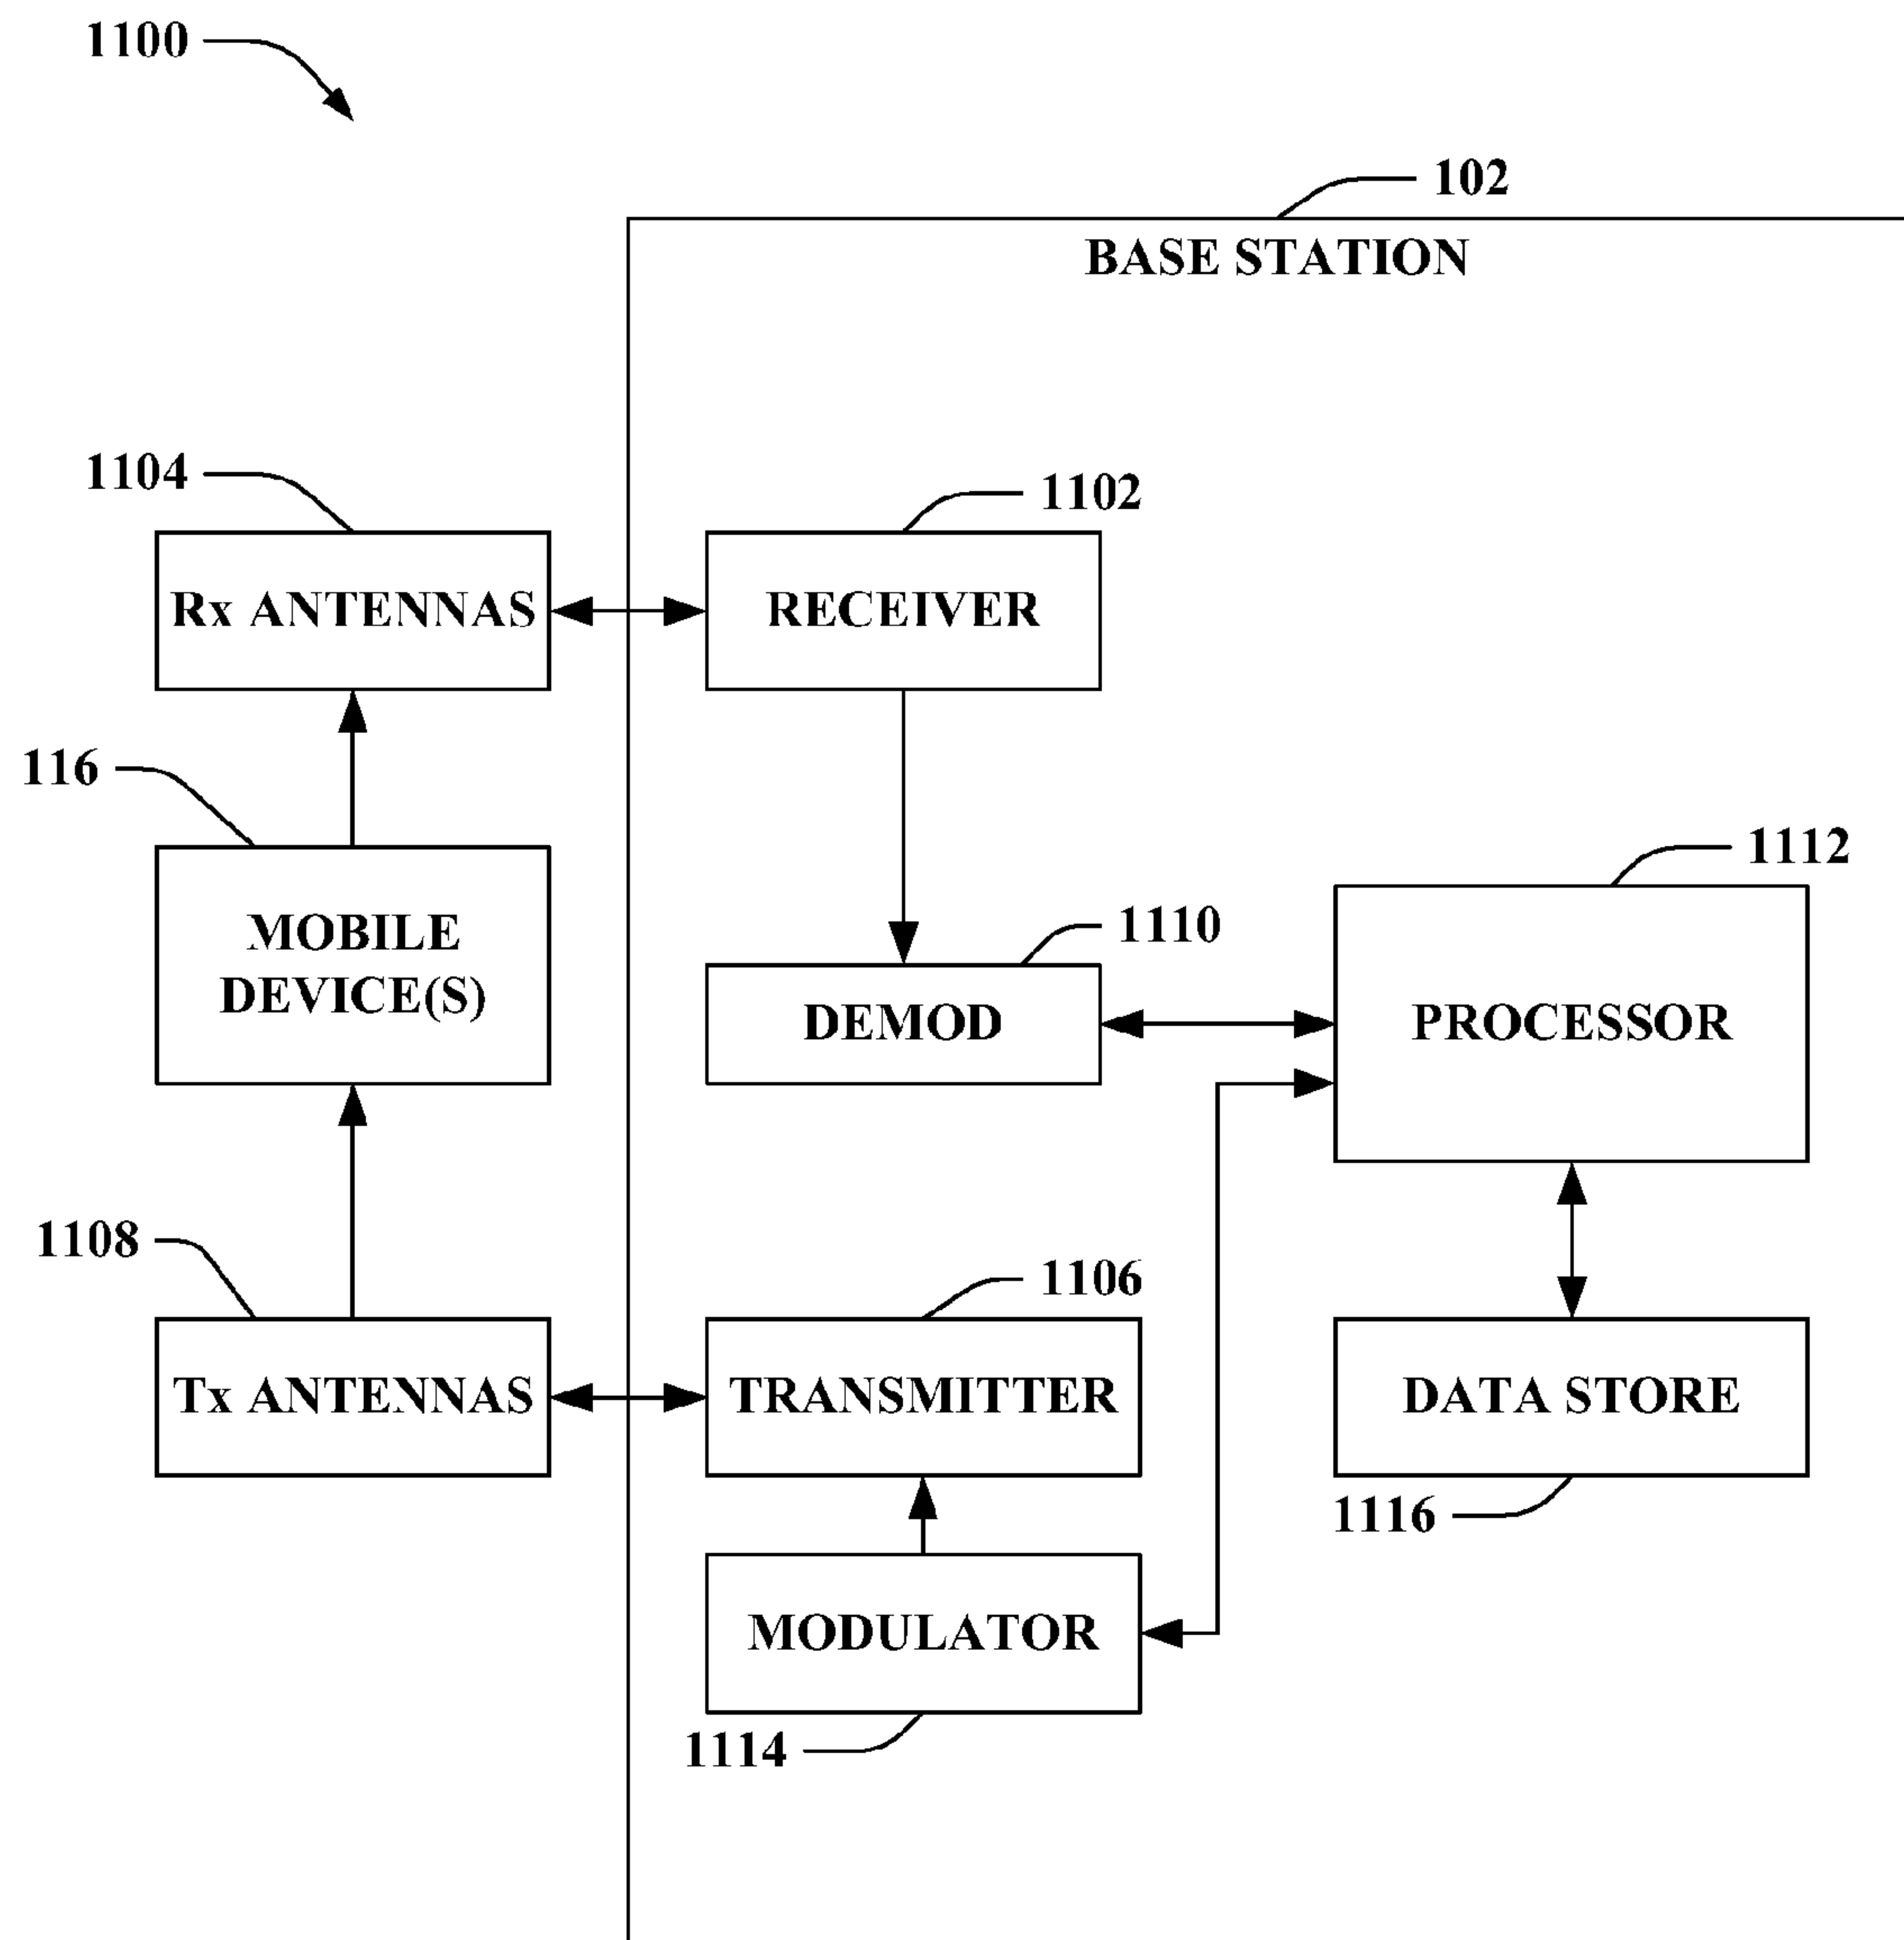 1100
102
BASE STATION
1104
1102
Rx ANTENNAS
RECEIVER
116
1112
MOBILE
DEVICE(S)
1110
DEMOD
PROCESSOR
1108
1106
Tx ANTENNAS
TRANSMITTER
DATA STORE
1116
MODULATOR
1114